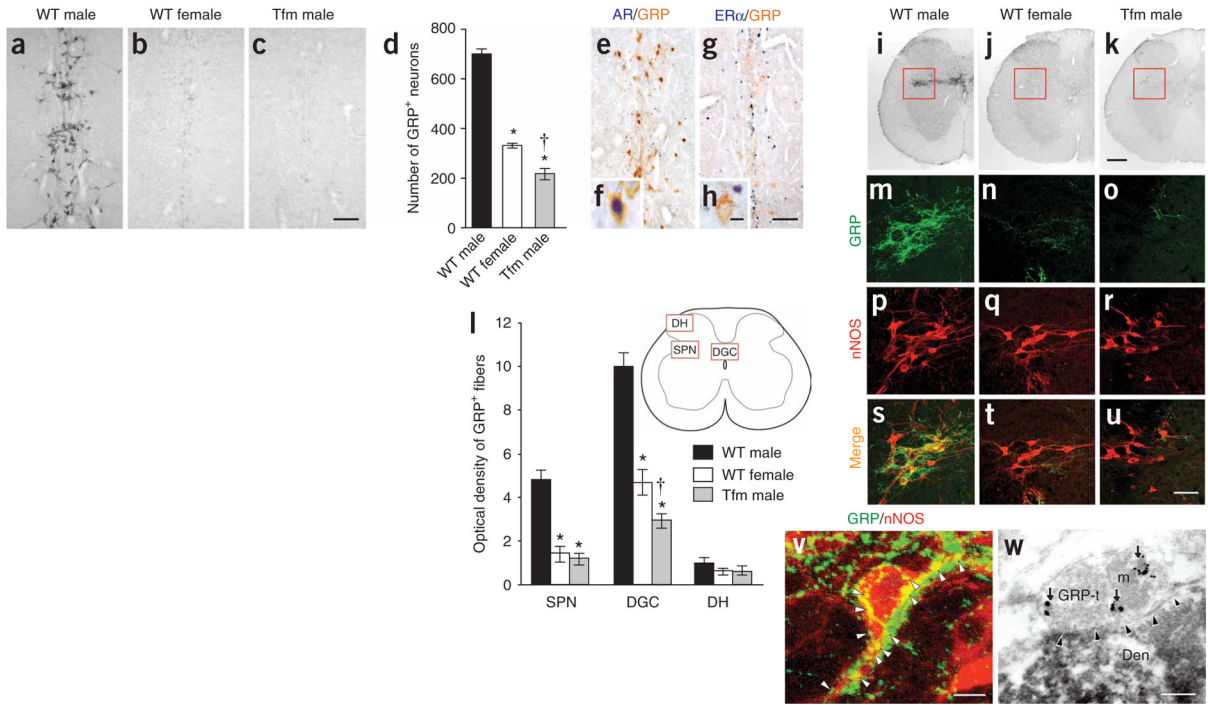 WT male WT female Tfm male
a b c
d
Number of GRP+ neurons
800
600
400
200
0
*
†
*
WT male
WT female
Tfm male
AR/GRP ERα/GRP
e g
f h
WT male WT female Tfm male
i j k
l
Optical density of GRP+ fibers
12
10
8
6
4
2
0
* *
*
†
*
SPN DGC DH
DH
SPN
DGC
WT male
WT female
Tfm male
GRP
m n o
nNOS
p q r
Merge
s t u
GRP/nNOS
v
w
m
GRP-t
Den